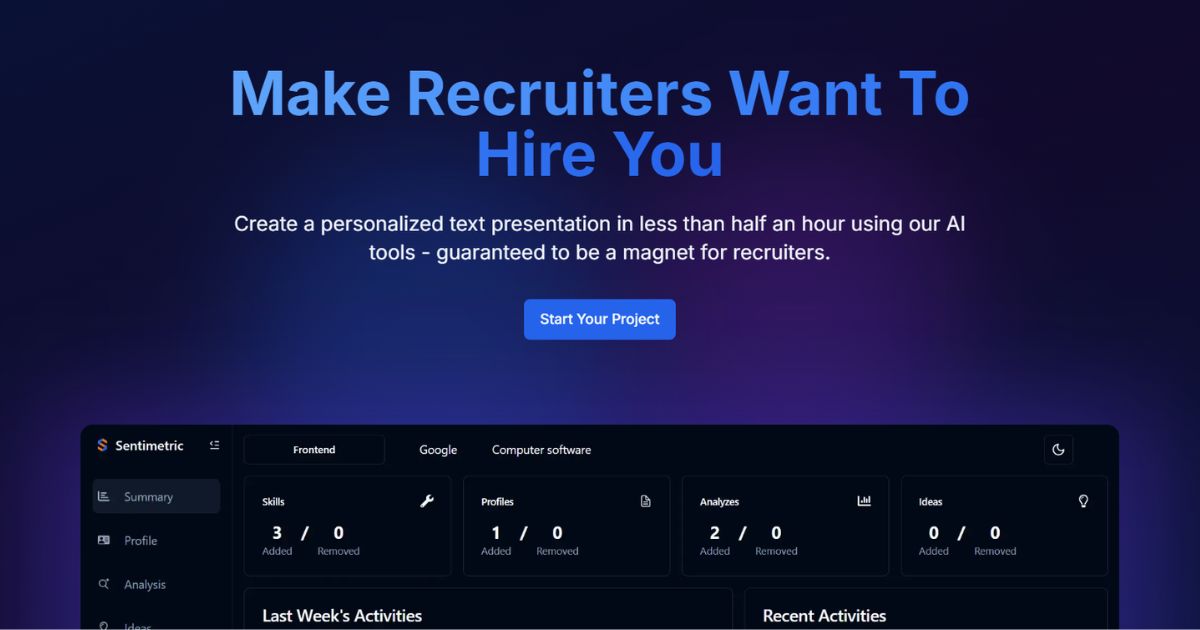 Make Recruiters Want To
Hire You
Create a personalized text presentation in less than half an hour using our AI
tools - guaranteed to be a magnet for recruiters.
Start Your Project
Sentimetric
Frontend
Google
Computer software
Summary
Profile
Analysis
Ideas
Skills
3 / 0
Added Removed
Profiles
1 / 0
Added Removed
Analyzes
2 / 0
Added Removed
Ideas
0 / 0
Added Removed
Last Week's Activities
Recent Activities